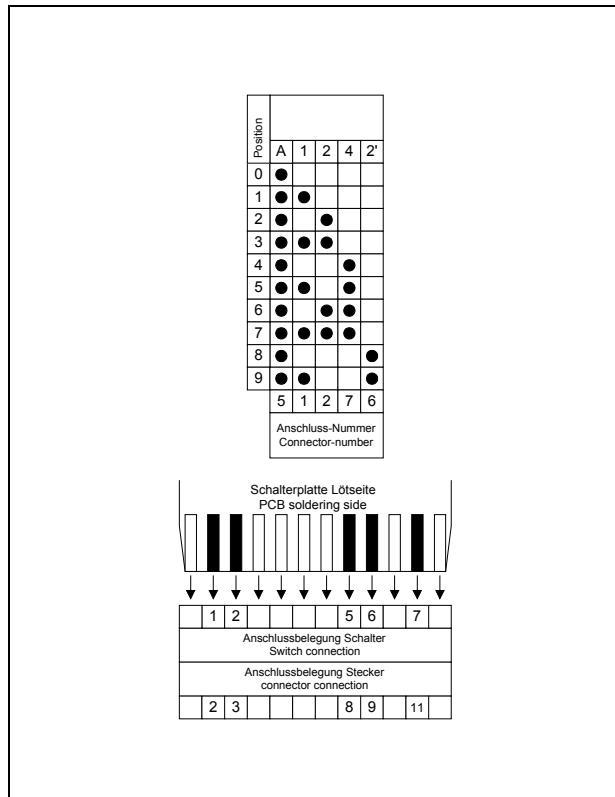 Position
A 1 2 4 2'
0
1
2
3
4
5
6
7
8
9
5 1 2 7 6
Anschluss-Nummer
Connector-number
Schalterplatte Lötseite
PCB soldering side
1 2 5 6 7
Anschlussbelegung Schalter
Switch connection
Anschlussbelegung Stecker
connector connection
2 3 8 9 11